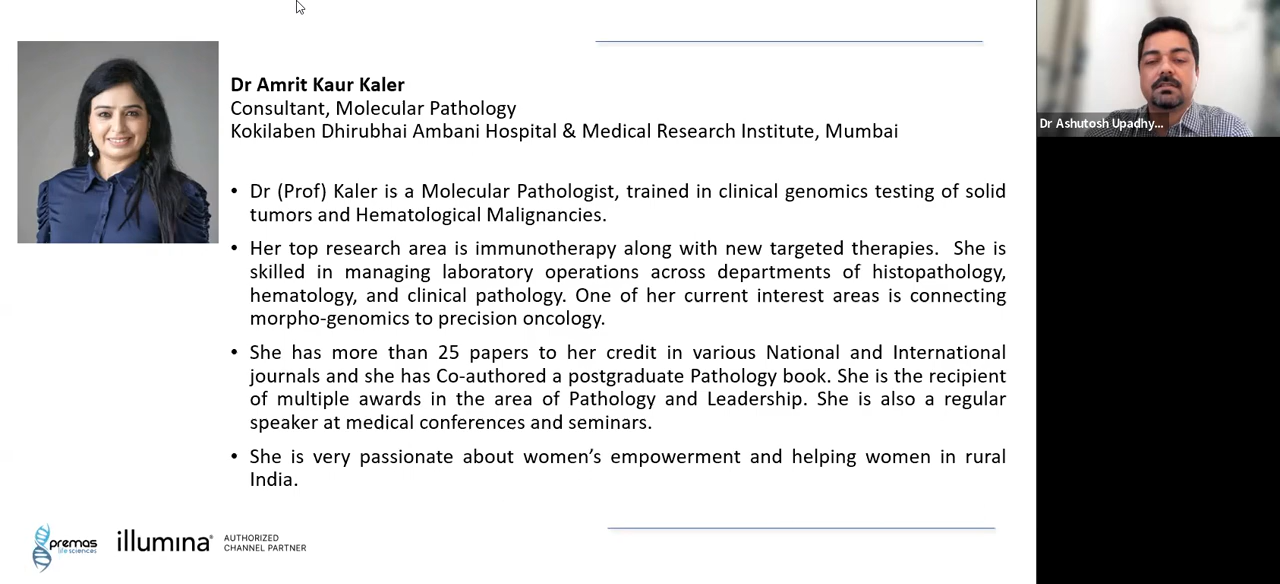 Dr Amrit Kaur Kaler
Consultant, Molecular Pathology
Kokilaben Dhirubhai Ambani Hospital & Medical Research Institute, Mumbai
• Dr (Prof) Kaler is a Molecular Pathologist, trained in clinical genomics testing of solid
tumors and Hematological Malignancies.
• Her top research area is immunotherapy along with new targeted therapies. She is
skilled in managing laboratory operations across departments of histopathology,
hematology, and clinical pathology. One of her current interest areas is connecting
morpho-genomics to precision oncology.
• She has more than 25 papers to her credit in various National and International
journals and she has Co-authored a postgraduate Pathology book. She is the recipient
of multiple awards in the area of Pathology and Leadership. She is also a regular
speaker at medical conferences and seminars.
• She is very passionate about women’s empowerment and helping women in rural
India.
premas
life sciences
illumina®
AUTHORIZED
CHANNEL PARTNER
Dr Ashutosh Upadhy...